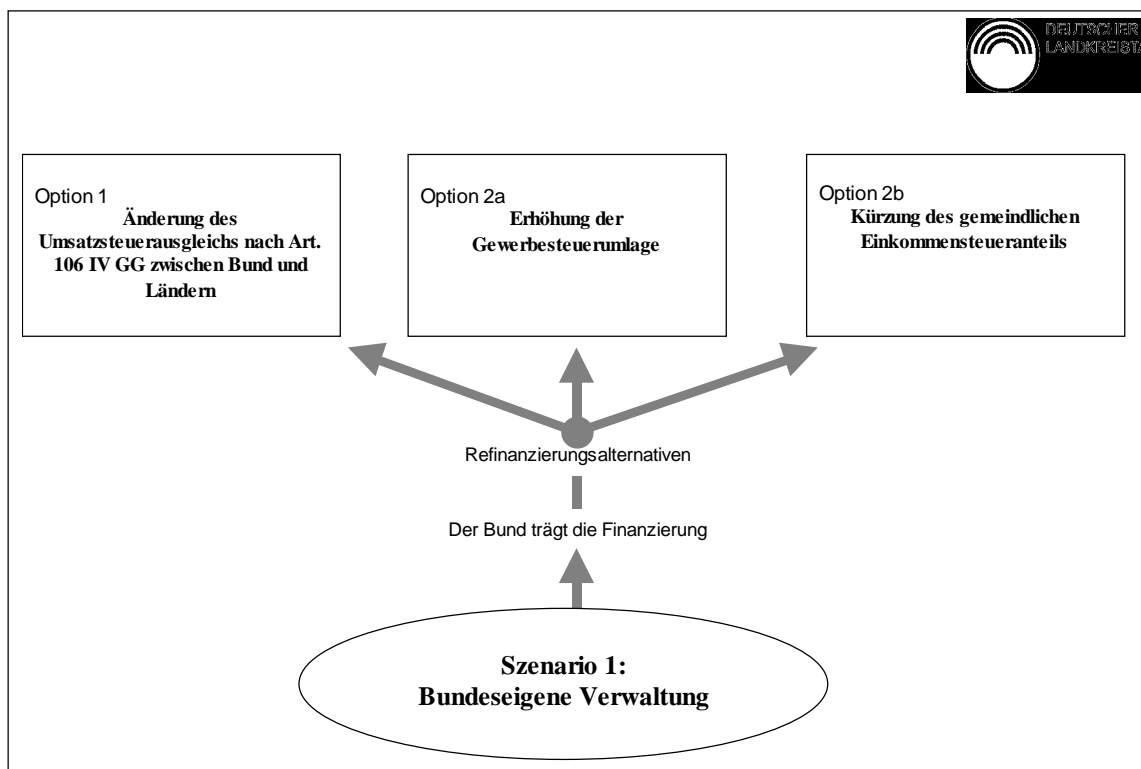 DEUTSCHER
Option 1
Änderung des
Umsatzsteuerausgleichs nach Art.
106 IV GG zwischen Bund und
Ländern
Option 2a
Erhöhung der
Gewerbesteuerumlage
Option 2b
Kürzung des gemeindlichen
Einkommensteueranteils
Refinanzierungsalternativen
Der Bund trägt die Finanzierung
Szenario 1:
Bundeseigene Verwaltung